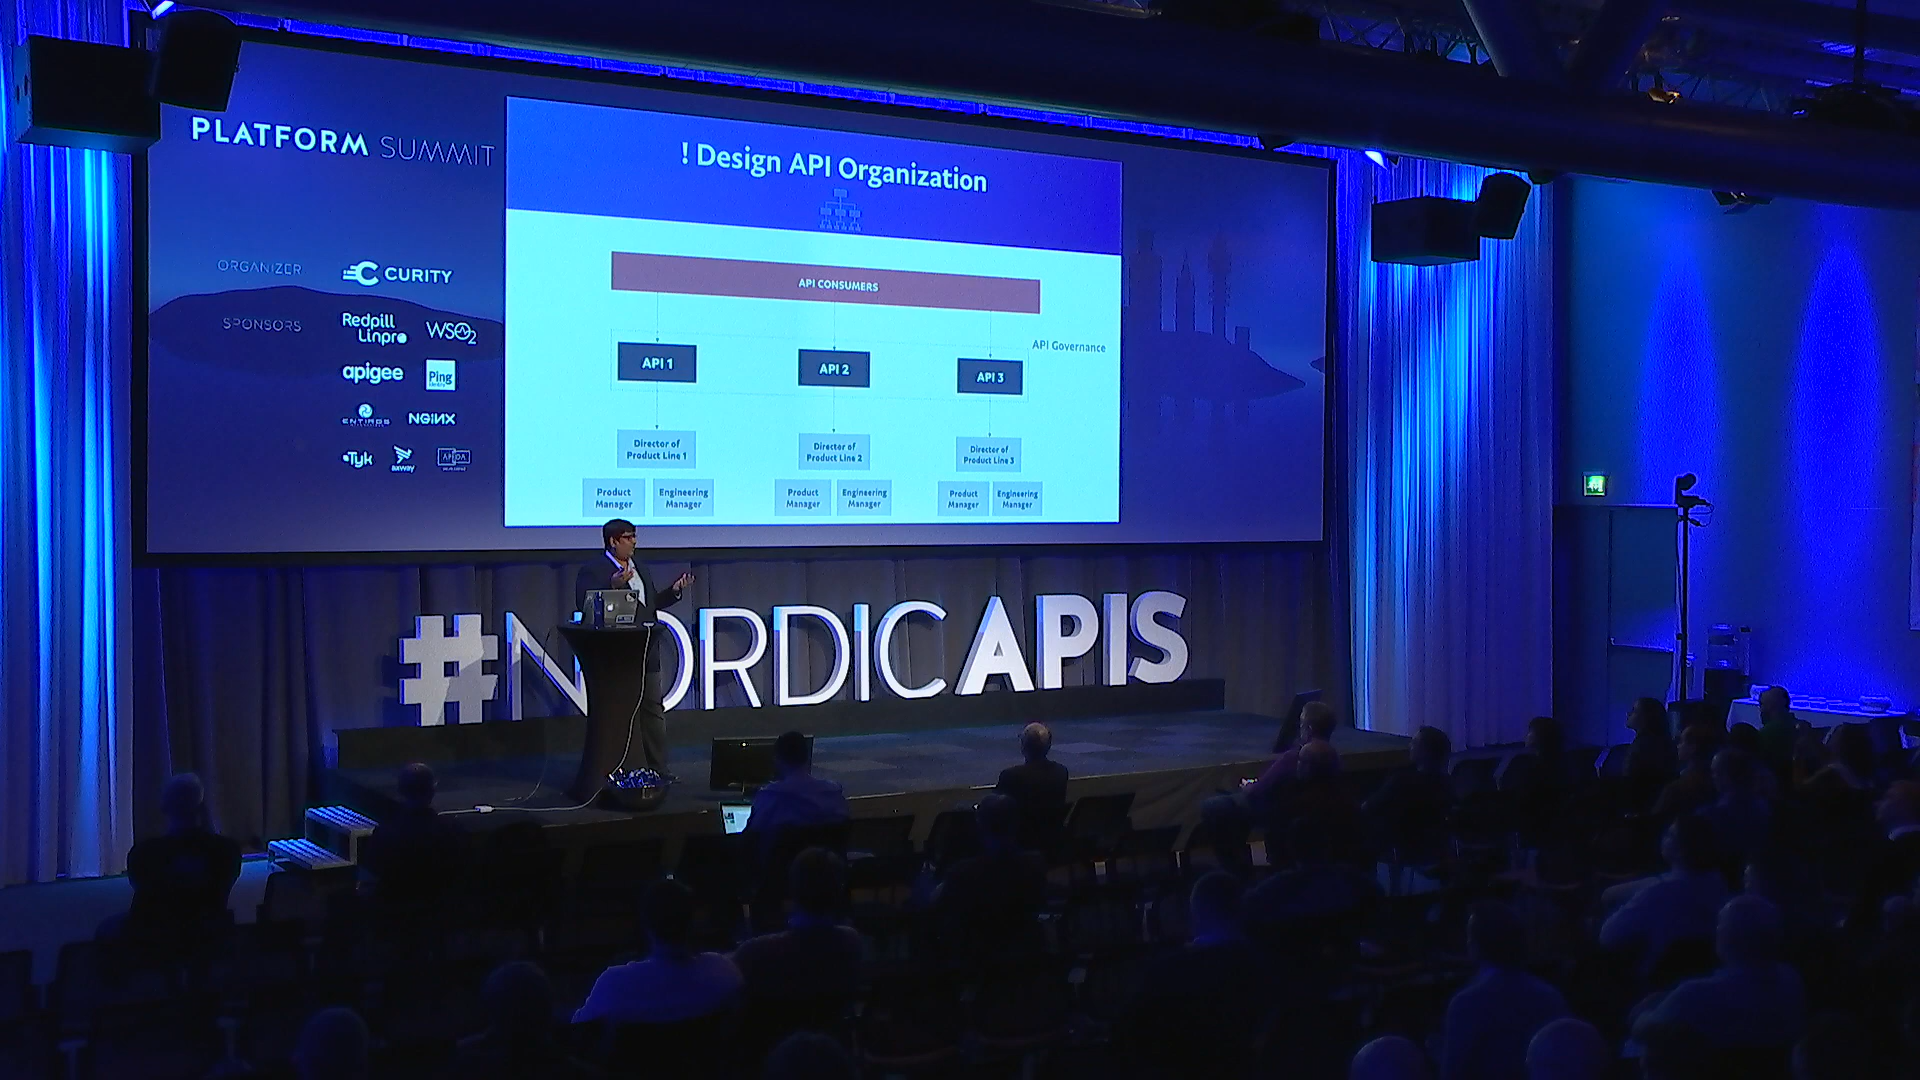 PLATFORM SUMMIT
ORGANIZER
CURITY
SPONSORS
Redpill
Linpro
WSO2
apigee
Ping
ENTIROS
NGINX
Tyk
axway
! Design API Organization
API CONSUMERS
API Governance
API 1
API 2
API 3
Director of
Product Line 1
Director of
Product Line 2
Director of
Product Line 3
Product
Manager
Engineering
Manager
Product
Manager
Engineering
Manager
Product
Manager
Engineering
Manager
#NORDICAPIS